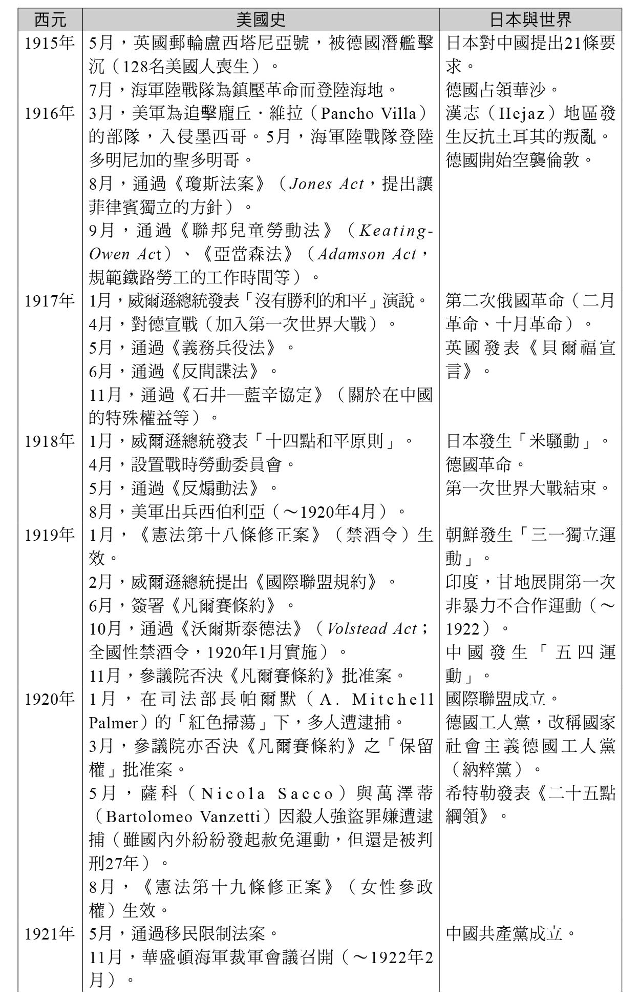 西元 美國史 日本與世界
1915年 5月，英國郵輪盧西塔尼亞號，被德國潛艦擊 日本對中國提出21條要
沉（128名美國人喪生）。 求。
7月，海軍陸戰隊為鎮壓革命而登陸海地。 德國占領華沙。
1916年 3月，美軍為追擊龐丘．維拉（Pancho Villa） 漢志（Hejaz）地區發
的部隊，入侵墨西哥。5月，海軍陸戰隊登陸 生反抗土耳其的叛亂。
多明尼加的聖多明哥。 德國開始空襲倫敦。
8月，通過《瓊斯法案》（Jones Act，提出讓
菲律賓獨立的方針）。
9月，通過《聯邦兒童勞動法》（Keating-
Owen Act）、《亞當森法》（Adamson Act，
規範鐵路勞工的工作時間等）。
1917年 1月，威爾遜總統發表「沒有勝利的和平」演說。 第二次俄國革命（二月
4月，對德宣戰（加入第一次世界大戰）。 革命、十月革命）。
5月，通過《義務兵役法》。 英國發表《貝爾福宣
6月，通過《反間諜法》。 言》。
11月，通過《石井—藍辛協定》（關於在中國
的特殊權益等）。
1918年 1月，威爾遜總統發表「十四點和平原則」。 日本發生「米騷動」。
4月，設置戰時勞動委員會。 德國革命。
5月，通過《反煽動法》。 第一次世界大戰結束。
8月，美軍出兵西伯利亞（～1920年4月）。
1919年 1月，《憲法第十八條修正案》（禁酒令）生 朝鮮發生「三一獨立運
效。 動」。
2月，威爾遜總統提出《國際聯盟規約》。 印度，甘地展開第一次
6月，簽署《凡爾賽條約》。 非暴力不合作運動（～
10月，通過《沃爾斯泰德法》（Volstead Act； 1922）。
全國性禁酒令，1920年1月實施）。 中國發生「五四運
11月，參議院否決《凡爾賽條約》批准案。 動」。
1920年 1月，在司法部長帕爾默（A. Mitchell 國際聯盟成立。
Palmer）的「紅色掃蕩」下，多人遭逮捕。 德國工人黨，改稱國家
3月，參議院亦否決《凡爾賽條約》之「保留 社會主義德國工人黨
權」批准案。 （納粹黨）。
5月，薩科（Nicola Sacco）與萬澤蒂 希特勒發表《二十五點
（Bartolomeo Vanzetti）因殺人強盜罪嫌遭逮 綱領》。
捕（雖國內外紛紛發起赦免運動，但還是被判
刑27年）。
8月，《憲法第十九條修正案》（女性參政
權）生效。
1921年 5月，通過移民限制法案。 中國共產黨成立。
11月，華盛頓海軍裁軍會議召開（～1922年2
月）。